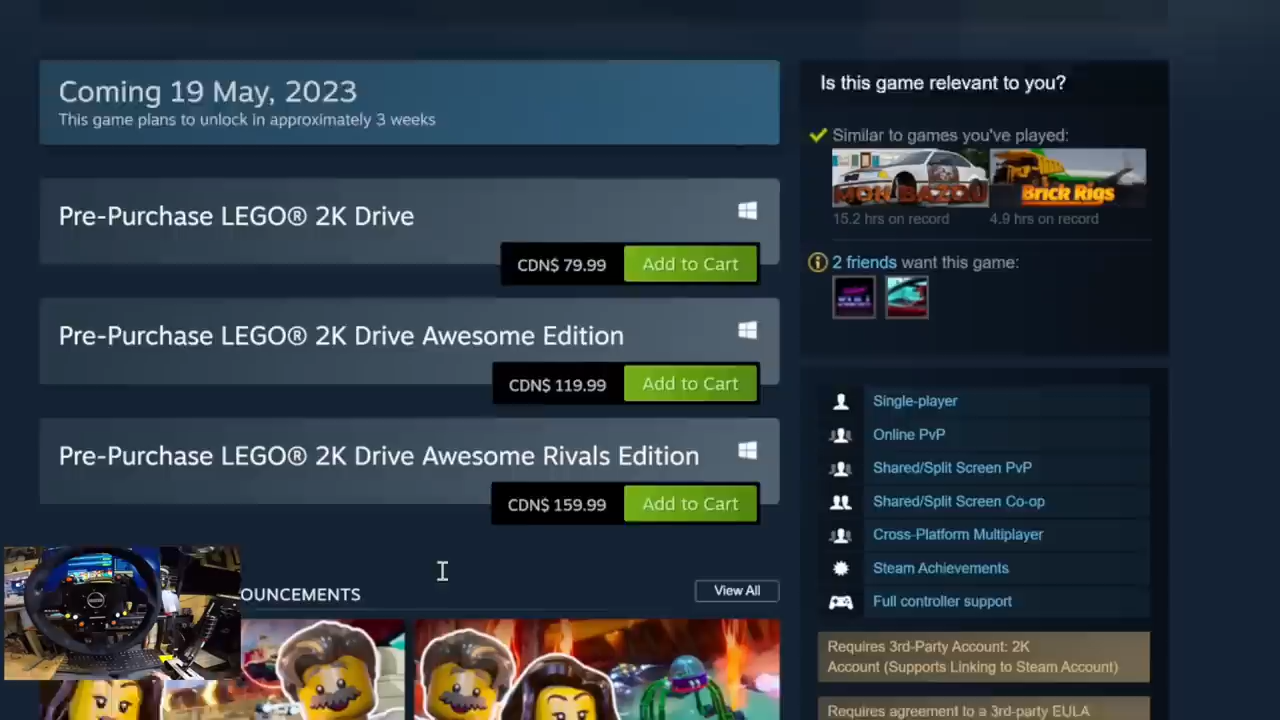 Coming 19 May, 2023
This game plans to unlock in approximately 3 weeks
Pre-Purchase LEGO® 2K Drive
CDN$ 79.99
Add to Cart
Pre-Purchase LEGO® 2K Drive Awesome Edition
CDN$ 119.99
Add to Cart
Pre-Purchase LEGO® 2K Drive Awesome Rivals Edition
CDN$ 159.99
Add to Cart
OUNCEMENTS
View All
Is this game relevant to you?
Similar to games you've played:
MON BAZOU
Brick Rigs
15.2 hrs on record
4.9 hrs on record
2 friends want this game:
Single-player
Online PvP
Shared/Split Screen PvP
Shared/Split Screen Co-op
Cross-Platform Multiplayer
Steam Achievements
Full controller support
Requires 3rd-Party Account: 2K
Account (Supports Linking to Steam Account)
Requires agreement to a 3rd-party EULA